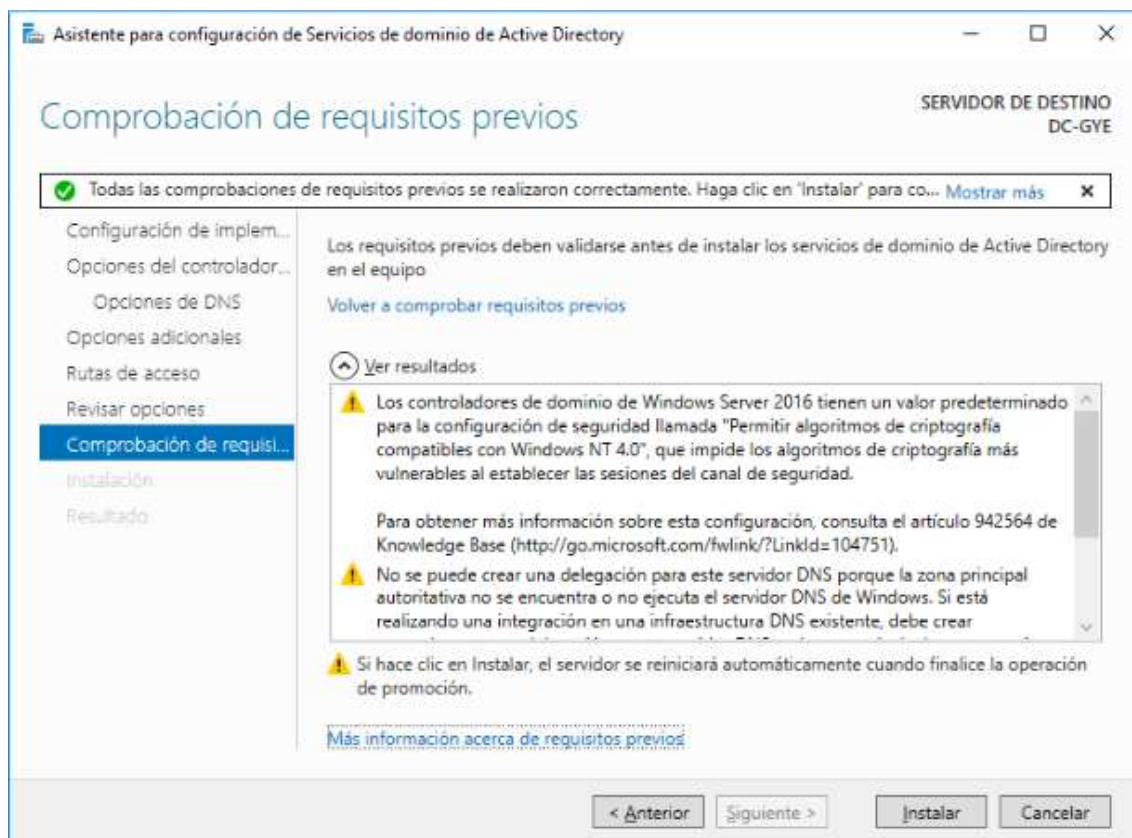 Asistente para configuración de Servicios de dominio de Active Directory
Comprobación de requisitos previos
SERVIDOR DE DESTINO
DC-GYE
Todas las comprobaciones de requisitos previos se realizaron correctamente. Haga clic en 'Instalar' para co... Mostrar más
Configuración de implem...
Opciones del controlador...
Opciones de DNS
Opciones adicionales
Rutas de acceso
Revisar opciones
Comprobación de requisi...
Instalación
Resultado
Los requisitos previos deben validarse antes de instalar los servicios de dominio de Active Directory
en el equipo
Volver a comprobar requisitos previos
Ver resultados
Los controladores de dominio de Windows Server 2016 tienen un valor predeterminado
para la configuración de seguridad llamada "Permitir algoritmos de criptografía
compatibles con Windows NT 4.0", que impide los algoritmos de criptografía más
vulnerables al establecer las sesiones del canal de seguridad.
Para obtener más información sobre esta configuración, consulta el artículo 942564 de
Knowledge Base (http://go.microsoft.com/fwlink/?LinkId=104751).
No se puede crear una delegación para este servidor DNS porque la zona principal
autoritativa no se encuentra o no ejecuta el servidor DNS de Windows. Si está
realizando una integración en una infraestructura DNS existente, debe crear
Si hace clic en Instalar, el servidor se reiniciará automáticamente cuando finalice la operación
de promoción.
Más información acerca de requisitos previos
< Anterior
Siguiente >
Instalar
Cancelar